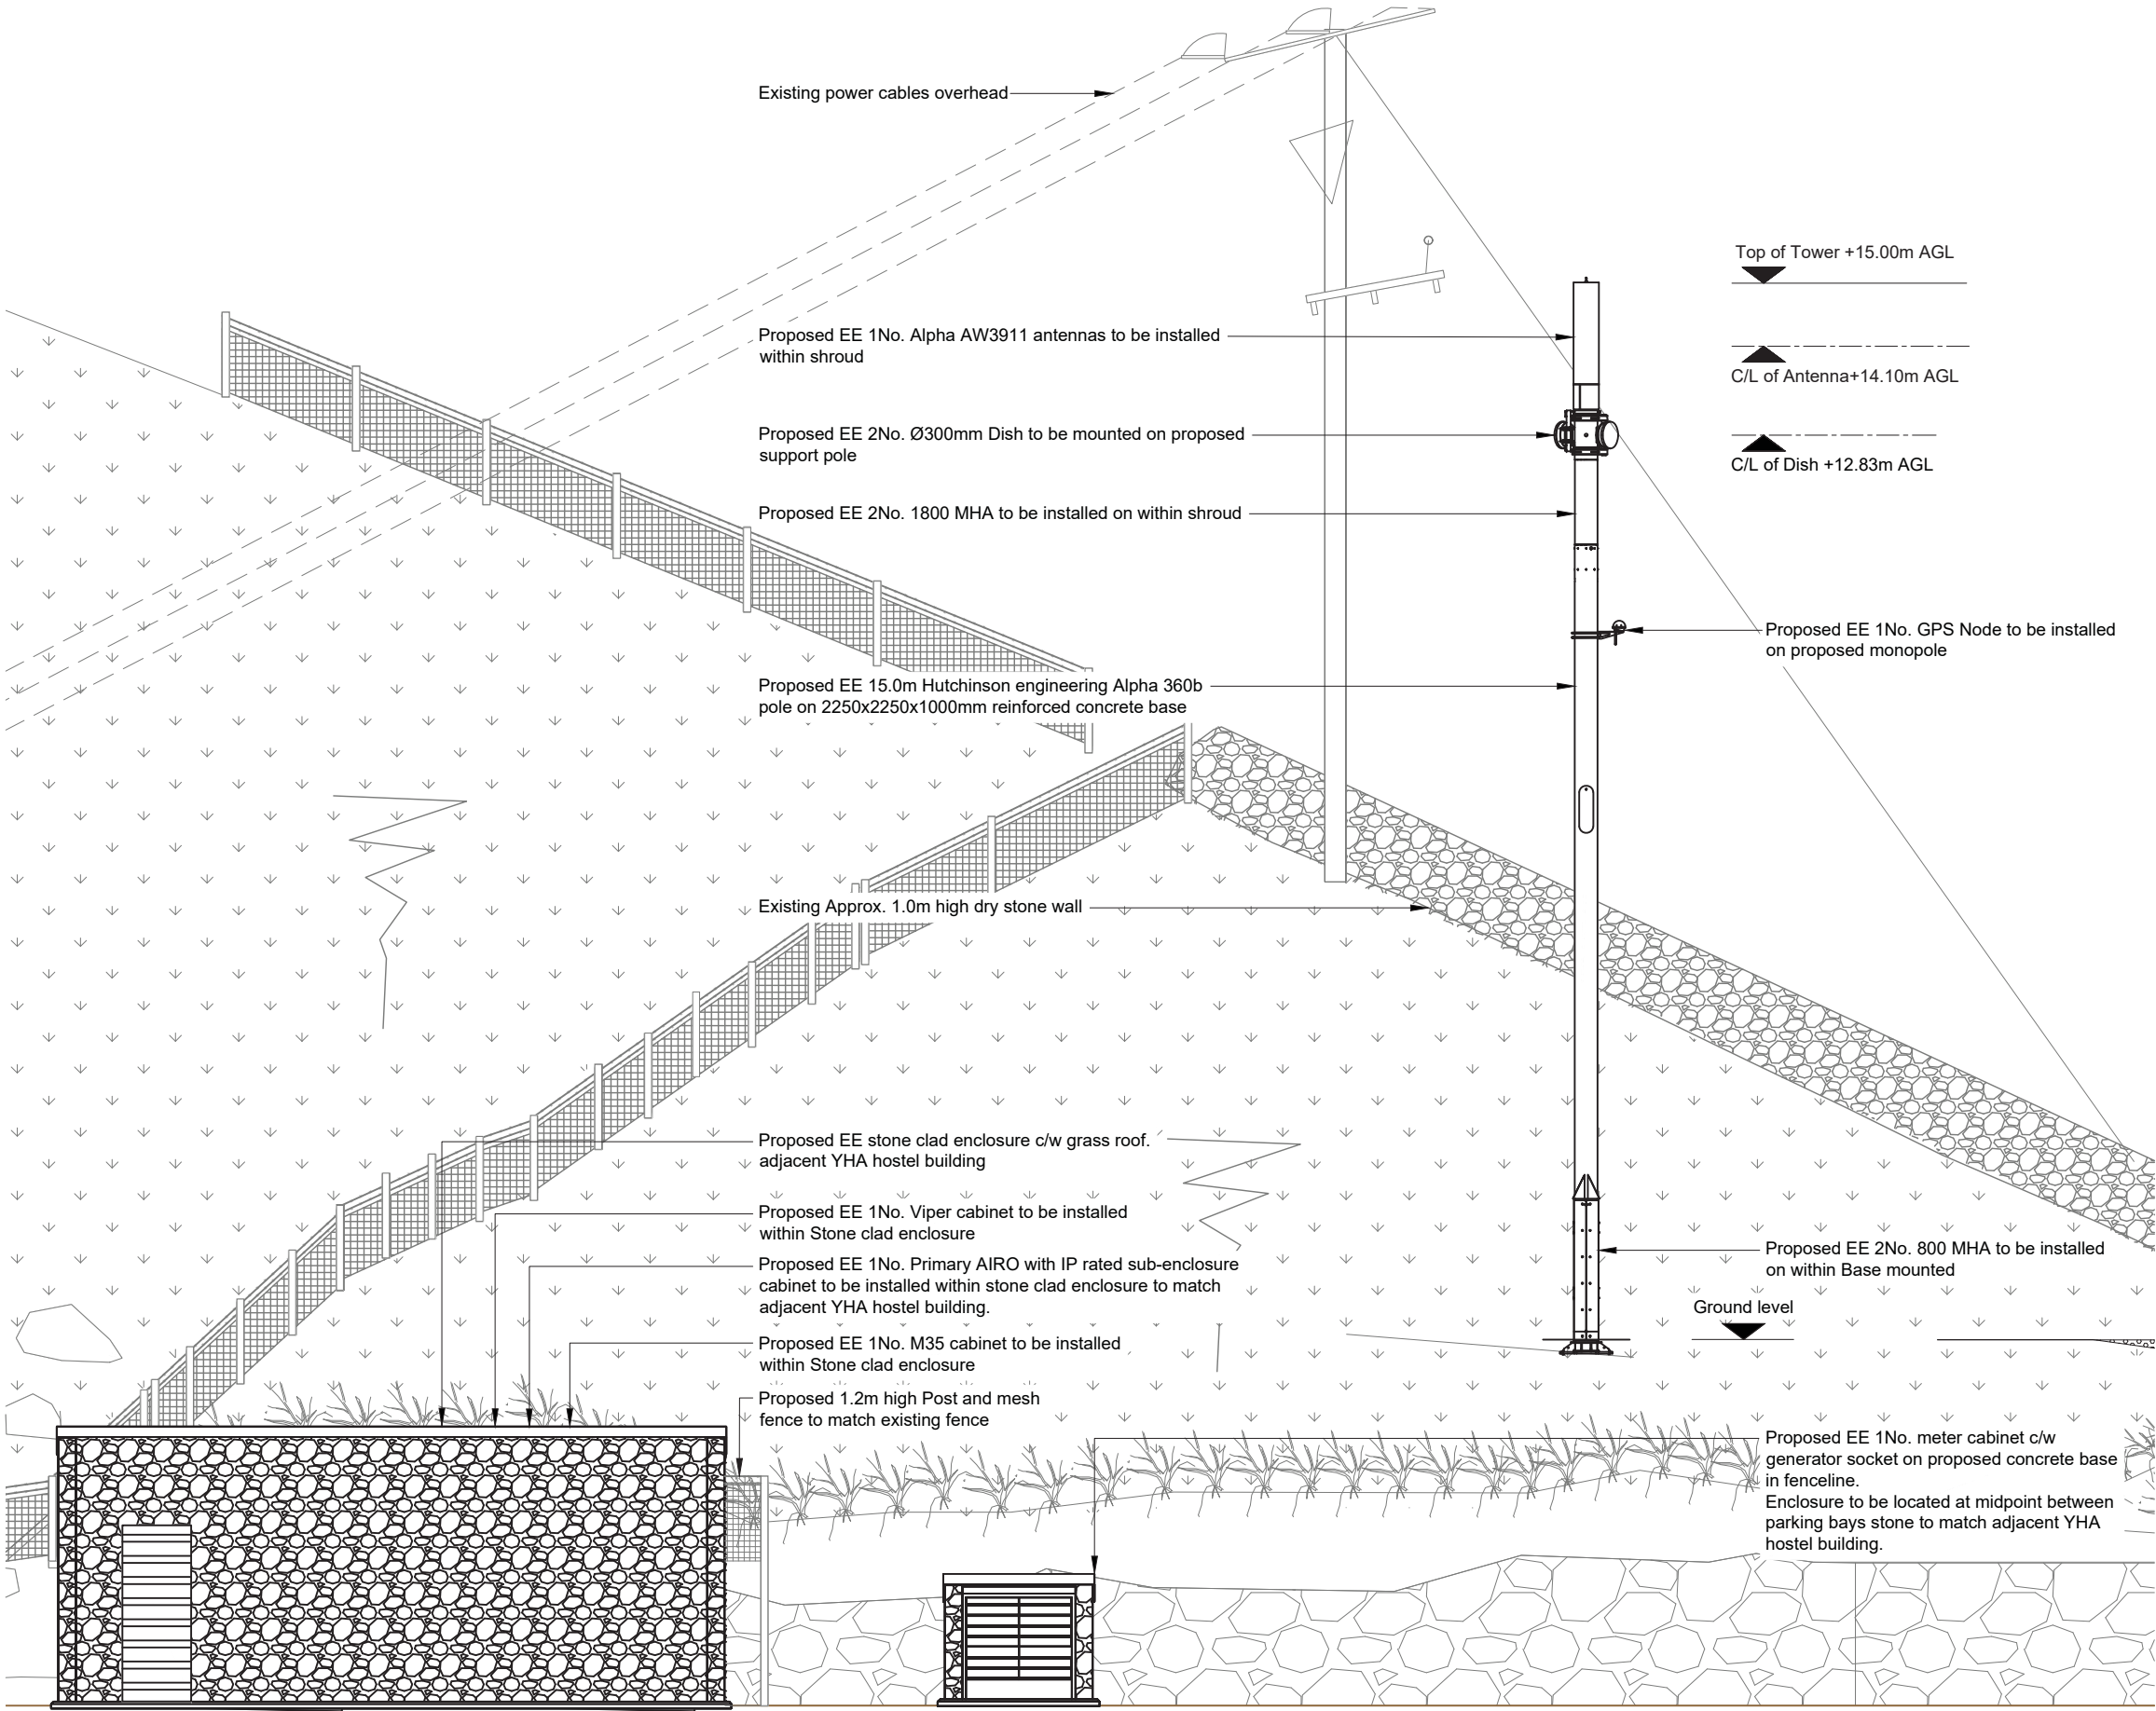 Existing power cables overhead
Top of Tower +15.00m AGL
Proposed EE 1No. Alpha AW3911 antennas to be installed
within shroud
C/L of Antenna+14.10m AGL
Proposed EE 2No. Ø300mm Dish to be mounted on proposed
support pole
C/L of Dish +12.83m AGL
Proposed EE 2No. 1800 MHA to be installed on within shroud
Proposed EE 1No. GPS Node to be installed
on proposed monopole
Proposed EE 15.0m Hutchinson engineering Alpha 360b
pole on 2250x2250x1000mm reinforced concrete base
Existing Approx. 1.0m high dry stone wall
Proposed EE stone clad enclosure c/w grass roof.
adjacent YHA hostel building
Proposed EE 1No. Viper cabinet to be installed
within Stone clad enclosure
Proposed EE 2No. 800 MHA to be installed
on within Base mounted
Proposed EE 1No. Primary AIRO with IP rated sub-enclosure
cabinet to be installed within stone clad enclosure to match
adjacent YHA hostel building.
Ground level
Proposed EE 1No. M35 cabinet to be installed
within Stone clad enclosure
Proposed 1.2m high Post and mesh
fence to match existing fence
Proposed EE 1No. meter cabinet c/w
generator socket on proposed concrete base
in fenceline.
Enclosure to be located at midpoint between
parking bays stone to match adjacent YHA
hostel building.